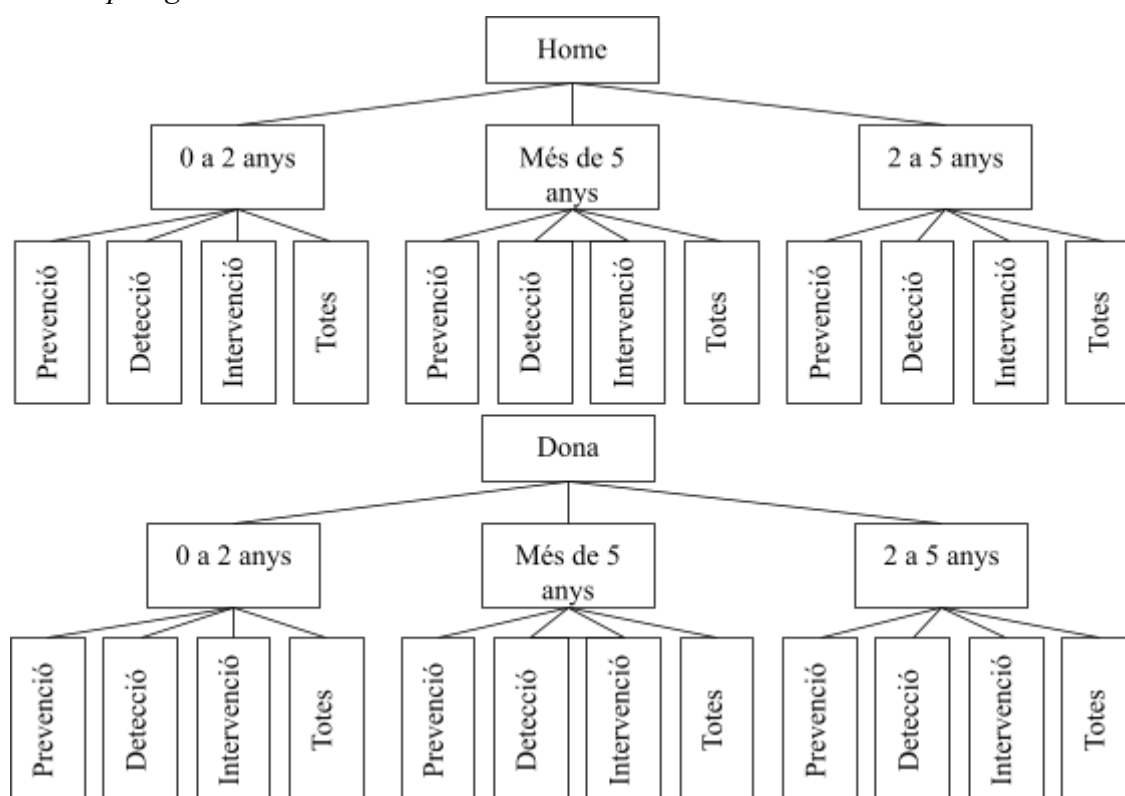 Home
0 a 2 anys
Més de 5
anys
2 a 5 anys
Prevenció
Detecció
Intervenció
Totes
Prevenció
Detecció
Intervenció
Totes
Prevenció
Detecció
Intervenció
Totes
Dona
0 a 2 anys
Més de 5
anys
2 a 5 anys
Prevenció
Detecció
Intervenció
Totes
Prevenció
Detecció
Intervenció
Totes
Prevenció
Detecció
Intervenció
Totes